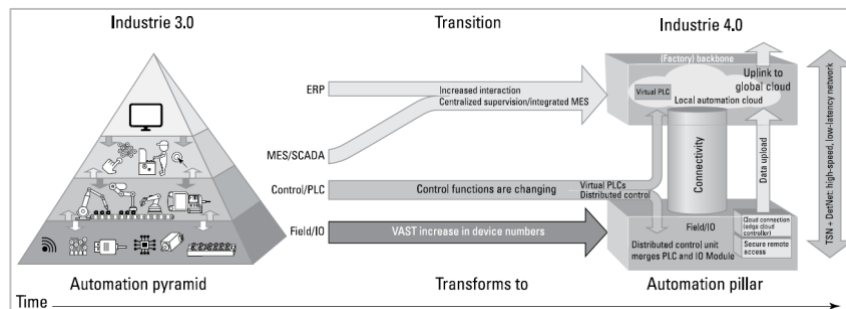 Industrie 3.0
Transition
Industrie 4.0
ERP
Increased interaction
Centralized supervision/integrated MES
MES/SCADA
Control/PLC
Control functions are changing
Virtual PLCs
Distributed control
Field/IO
VAST increase in device numbers
(Factory) backbone
Uplink to
global cloud
Virtual PLC
Local automation cloud
Connectivity
Data upload
Field/IO
Distributed control unit
merges PLC and IO Module
Cloud connection
(edge cloud
controller)
Secure remote
access
TSN + DetNet: high-speed, low-latency network
Automation pyramid
Transforms to
Automation pillar
Time